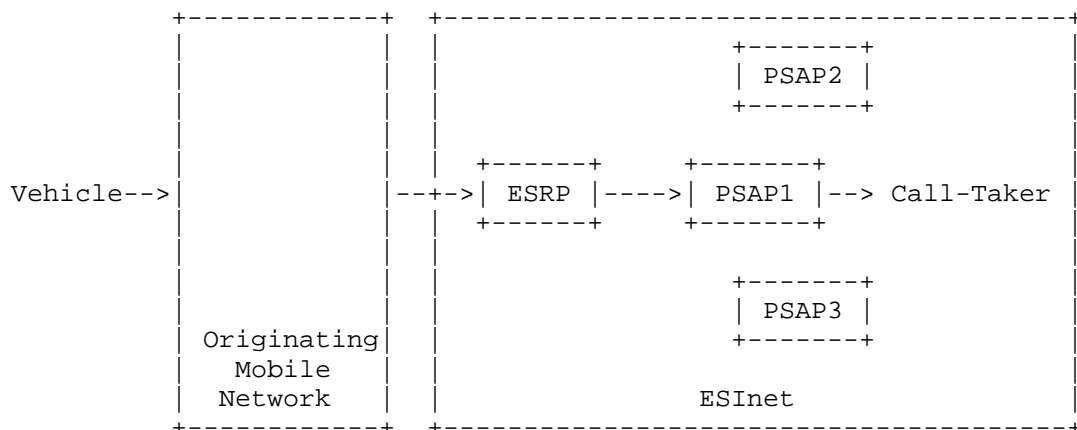 PSAP2
Vehicle--> --+-> ESRP ----> PSAP1 --> Call-Taker
PSAP3
Originating
Mobile
Network ESInet